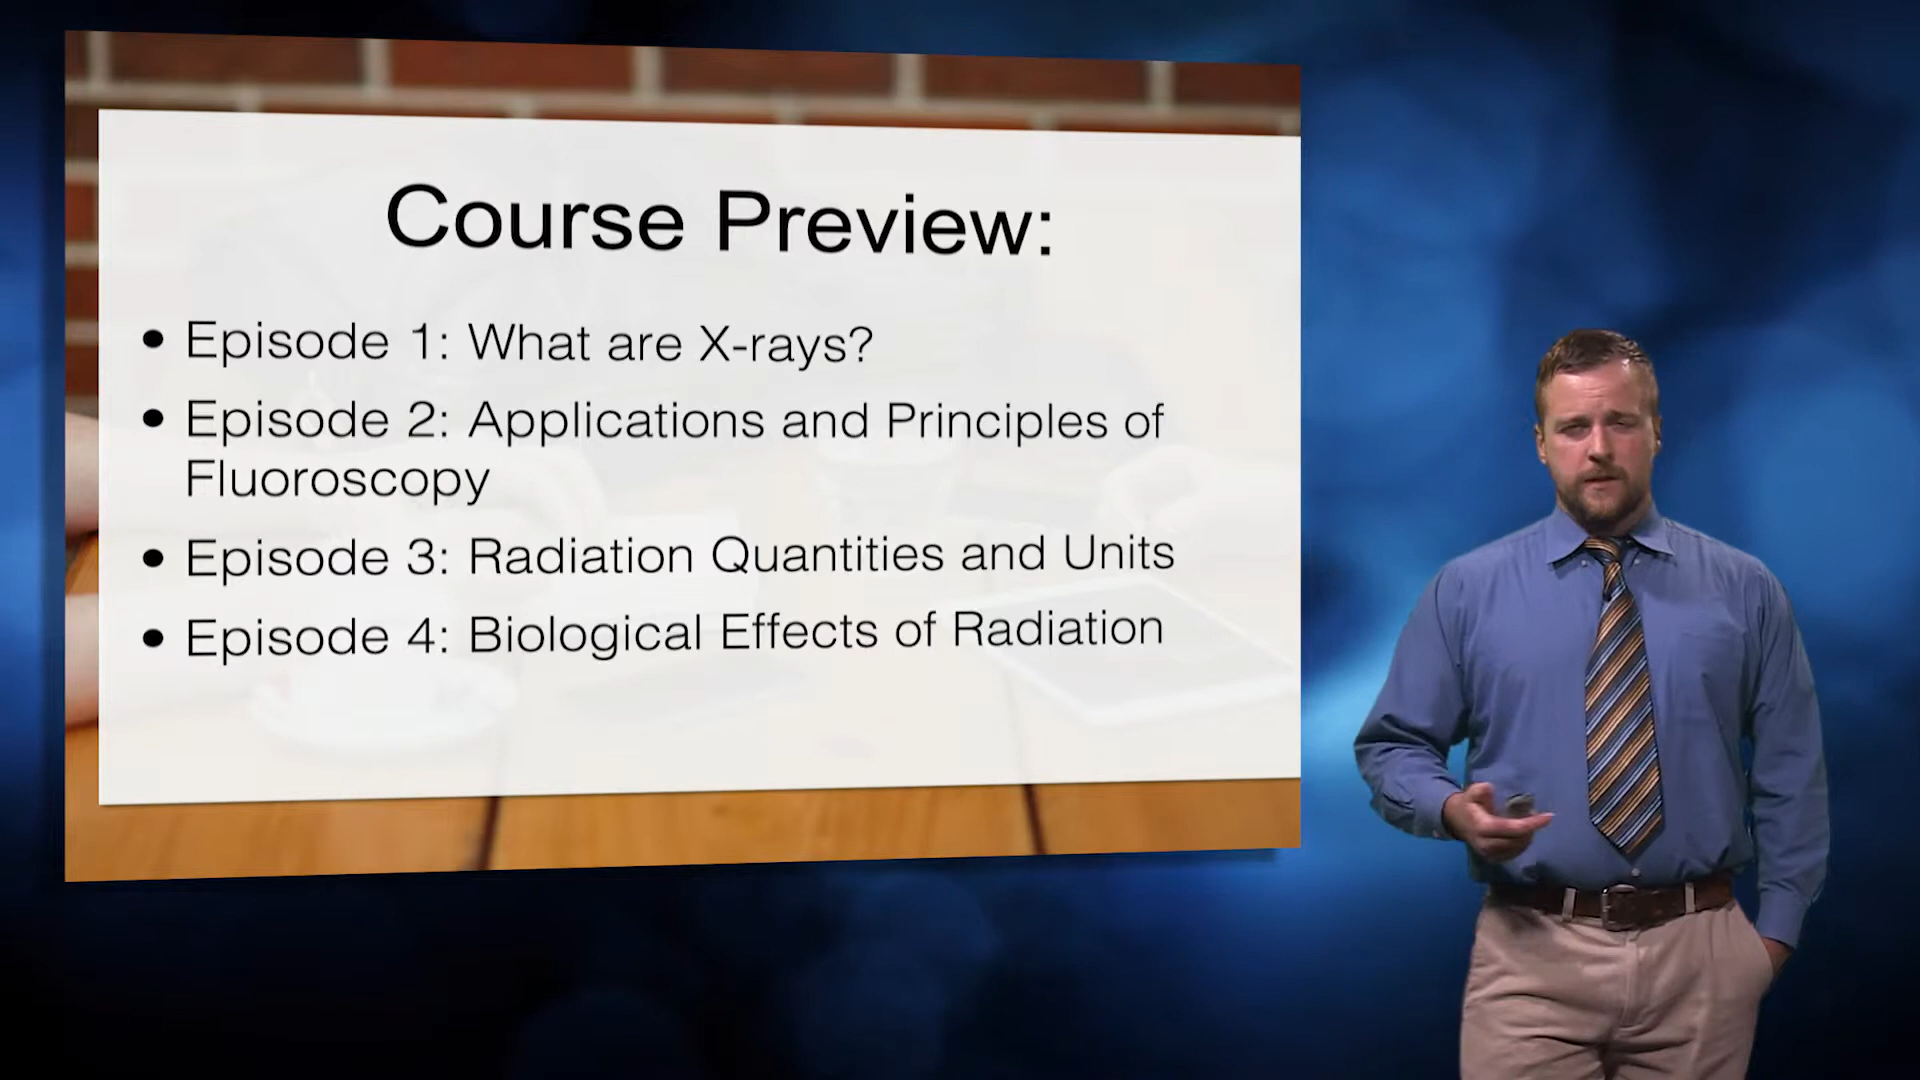 Course Preview:
• Episode 1: What are X-rays?
• Episode 2: Applications and Principles of
Fluoroscopy
• Episode 3: Radiation Quantities and Units
• Episode 4: Biological Effects of Radiation